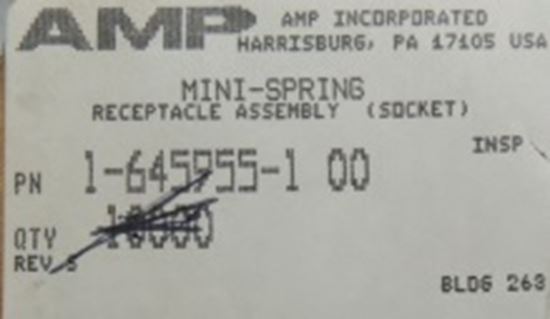 AMP AMP INCORPORATED
HARRISBURG, PA 17105 USA
MINI-SPRING
RECEPTACLE ASSEMBLY (SOCKET)
INSP
PN 1-645955-1 00
QTY 10000
REV S
BLDG 263